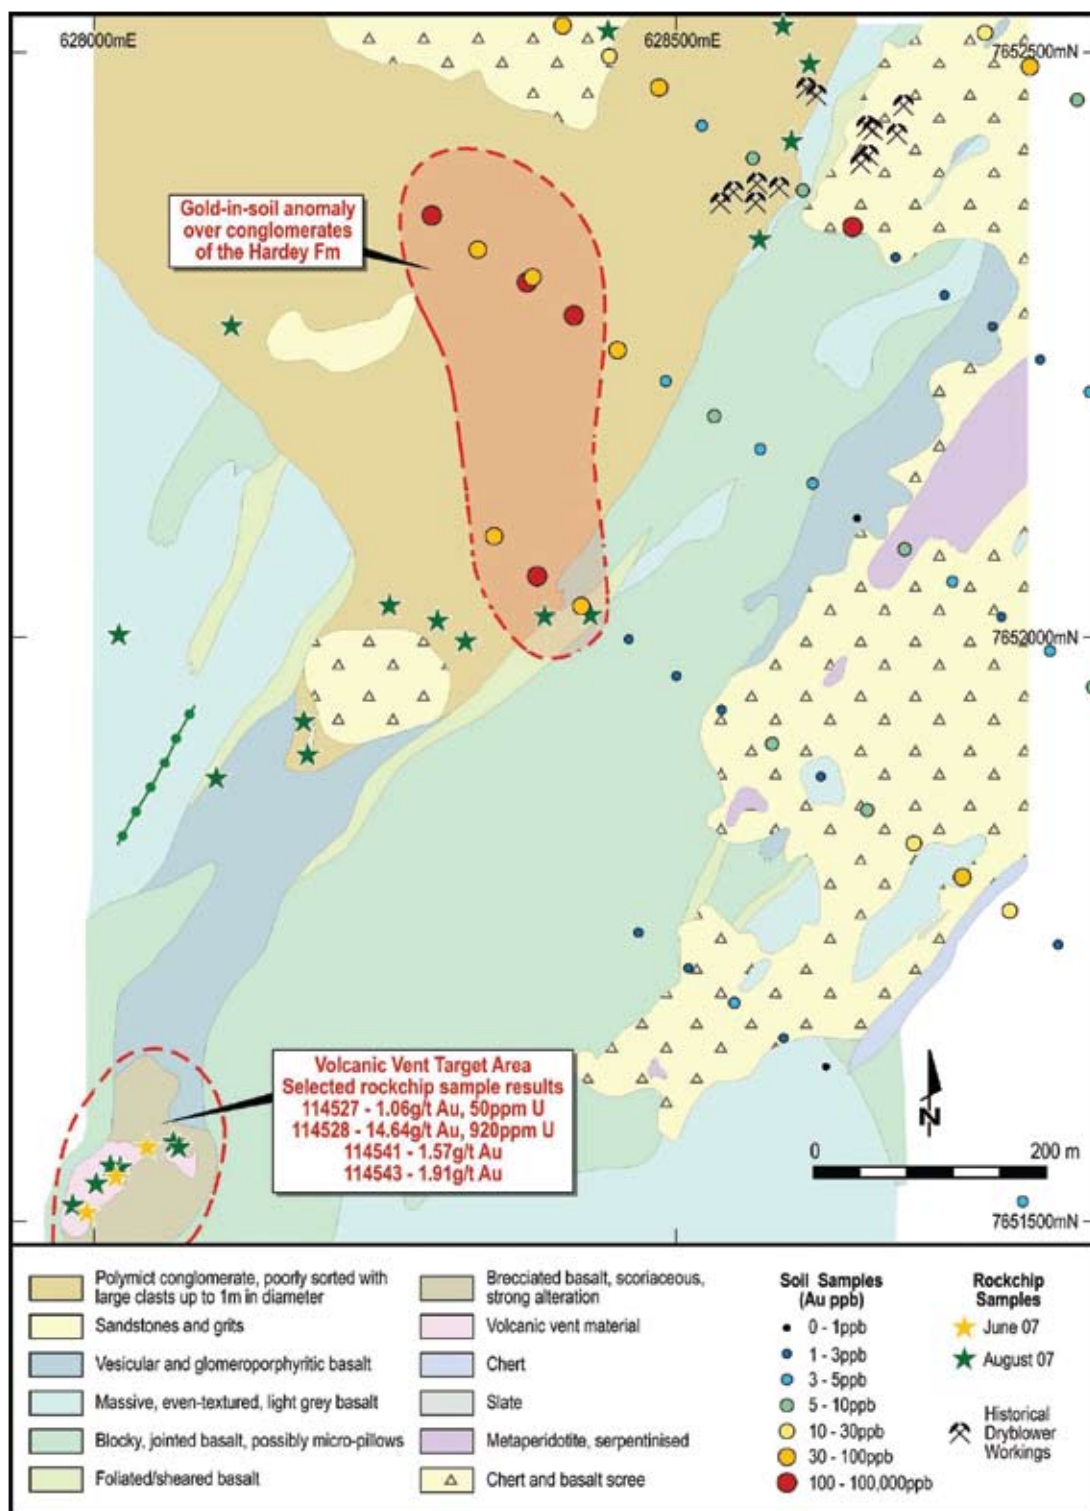 628000mE
628500mE
7652500mN
Gold-in-soil anomaly
over conglomerates
of the Hardey Fm
7652000mN
Volcanic Vent Target Area
Selected rockchip sample results
114527 - 1.06g/t Au, 50ppm U
114528 - 14.64g/t Au, 920ppm U
114541 - 1.57g/t Au
114543 - 1.91g/t Au
N
0
200 m
7651500mN
Polymict conglomerate, poorly sorted with
large clasts up to 1m in diameter
Sandstones and grits
Vesicular and glomeroporphyritic basalt
Massive, even-textured, light grey basalt
Blocky, jointed basalt, possibly micro-pillows
Foliated/sheared basalt
Brecciated basalt, scoriaceous,
strong alteration
Volcanic vent material
Chert
Slate
Metaperidotite, serpentinised
Chert and basalt scree
Soil Samples
(Au ppb)
0 - 1ppb
1 - 3ppb
3 - 5ppb
5 - 10ppb
10 - 30ppb
30 - 100ppb
100 - 100,000ppb
Rockchip
Samples
June 07
August 07
Historical
Dryblower
Workings